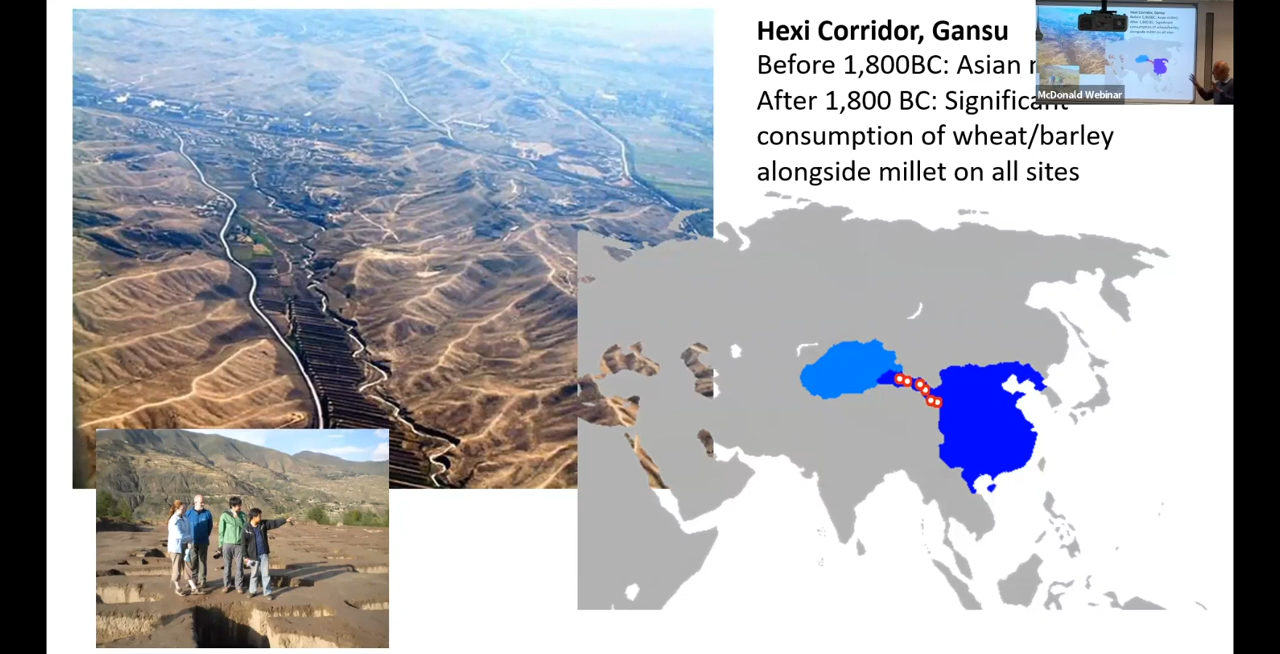 Hexi Corridor, Gansu
Before 1,800BC: Asian
After 1,800 BC: Significant
consumption of wheat/barley
alongside millet on all sites
McDonald Webinar